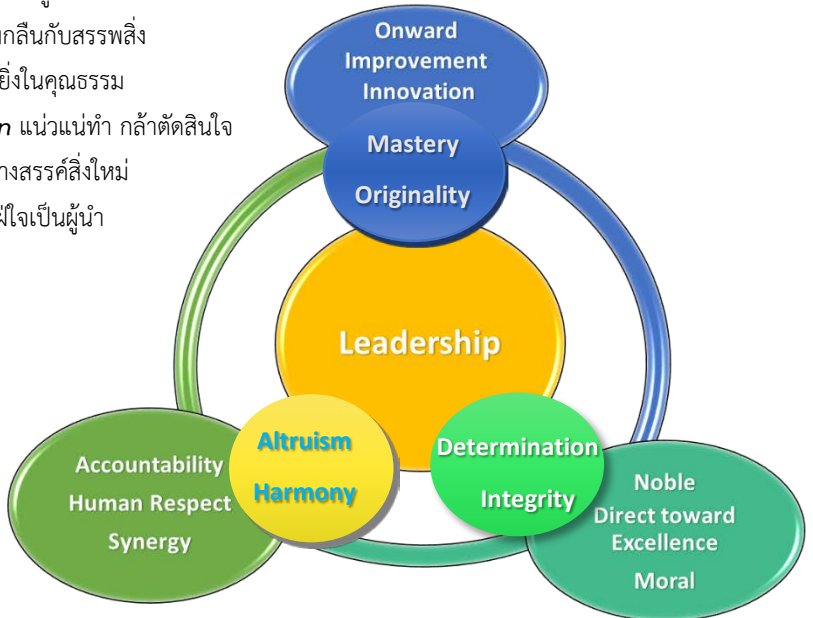 กลืนกับสรรพสิ่ง
ยิ่งในคุณธรรม
n แน่วแน่ทำ กล้าตัดสินใจ
างสรรค์สิ่งใหม่
ฝ่ใจเป็นผู้นำ
Onward
Improvement
Innovation
Mastery
Originality
Leadership
Altruism
Harmony
Determination
Integrity
Accountability
Human Respect
Synergy
Noble
Direct toward
Excellence
Moral